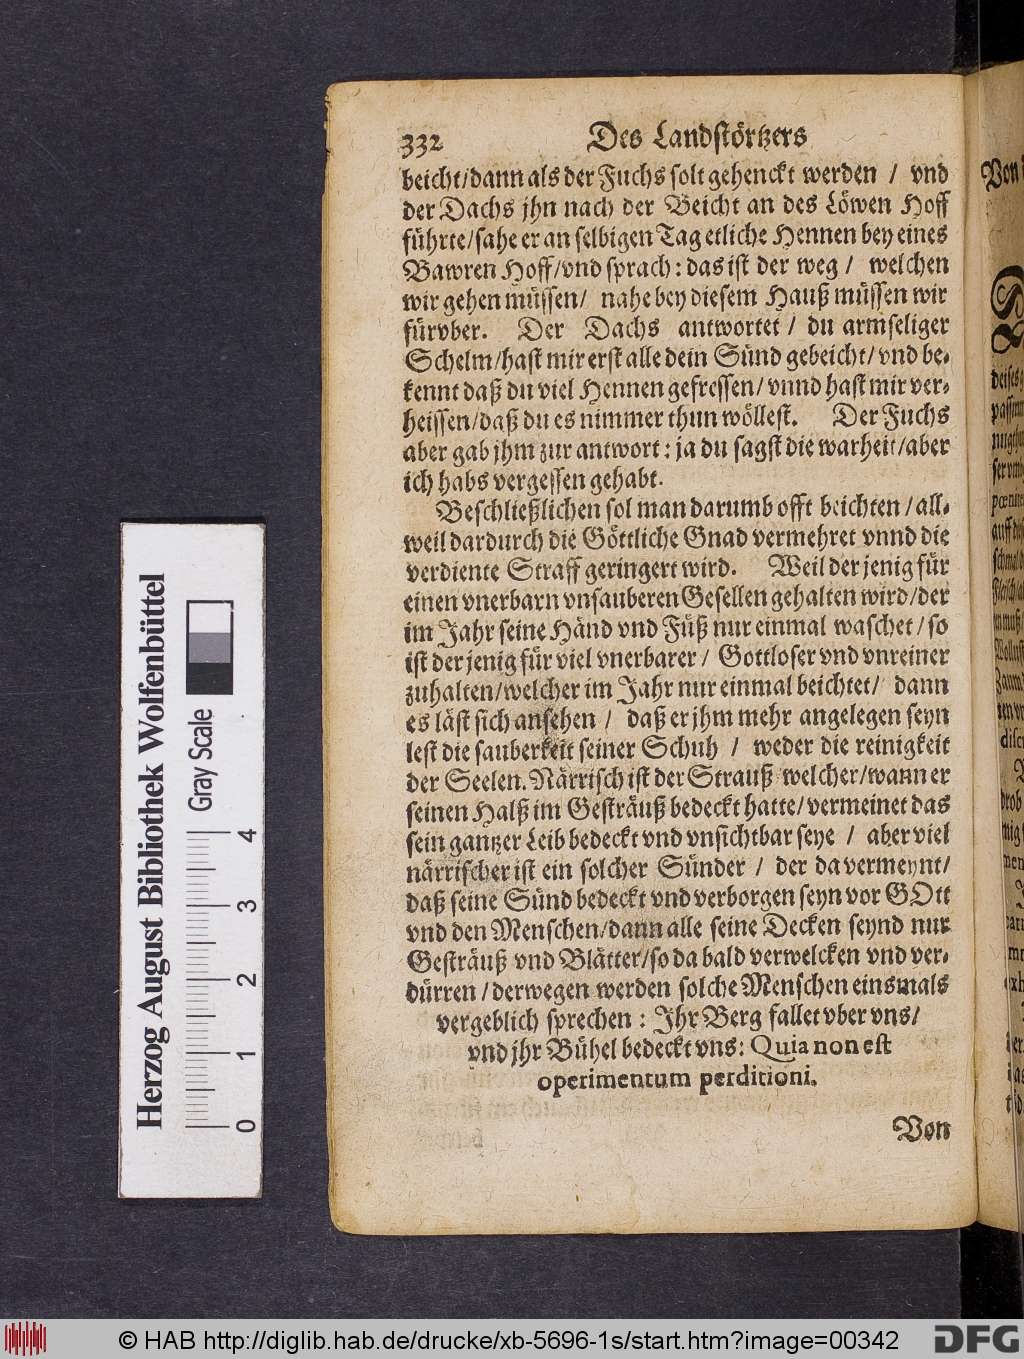 332 Des Landstörtzers
beicht/dann als der Fuchs solt gehenckt werden / vnd
der Dachs jhn nach der Beicht an des Löwen Hoff
führte/sahe er an selbigen Tag etliche Hennen bey eines
Bawren Hoff/vnd sprach: das ist der weg / welchen
wir gehen müssen/ nahe bey diesem Hauß müssen wir
fürvber. Der Dachs antwortet / du armseliger
Schelm/hast mir erst alle dein Sünd gebeicht/vnd be-
kennt daß du viel Hennen gefressen/vnnd hast mir ver-
heissen/daß du es nimmer thun wöllest. Der Fuchs
aber gab jhm zur antwort: ja du sagst die warheit/aber
ich habs vergessen gehabt.
Beschließlichen sol man darumb offt beichten/all-
weil dardurch die Göttliche Gnad vermehret vnnd die
verdiente Straff geringert wird. Weil der jenig für
einen vnerbarn vnsauberen Gesellen gehalten wird/der
im Jahr seine Händ vnd Füß nur einmal waschet/so
ist der jenig für viel vnerbarer / Gottloser vnd vnreiner
zuhalten/welcher im Jahr nur einmal beichtet/ dann
es läst sich ansehen / daß er jhm mehr angelegen seyn
lest die sauberkeit seiner Schuh / weder die reinigkeit
der Seelen. Närrisch ist der Strauß welcher/wann er
seinen Halß im Gesträuß bedeckt hatte/vermeinet das
sein gantzer Leib bedeckt vnd vnsichtbar seye / aber viel
närrischer ist ein solcher Sünder / der da vermeynt/
daß seine Sünd bedeckt vnd verborgen seyn vor GOtt
vnd den Menschen/dann alle seine Decken seynd nur
Gesträuß vnd Blätter/so da bald verwelcken vnd ver-
dürren/derwegen werden solche Menschen einsmals
vergeblich sprechen: Ihr Berg fallet vber vns/
vnd jhr Bühel bedeckt vns: Quia non est
operimentum perditioni.
Von
Herzog August Bibliothek Wolfenbüttel
Gray Scale
0 1 2 3 4
© HAB http://diglib.hab.de/drucke/xb-5696-1s/start.htm?image=00342
DFG